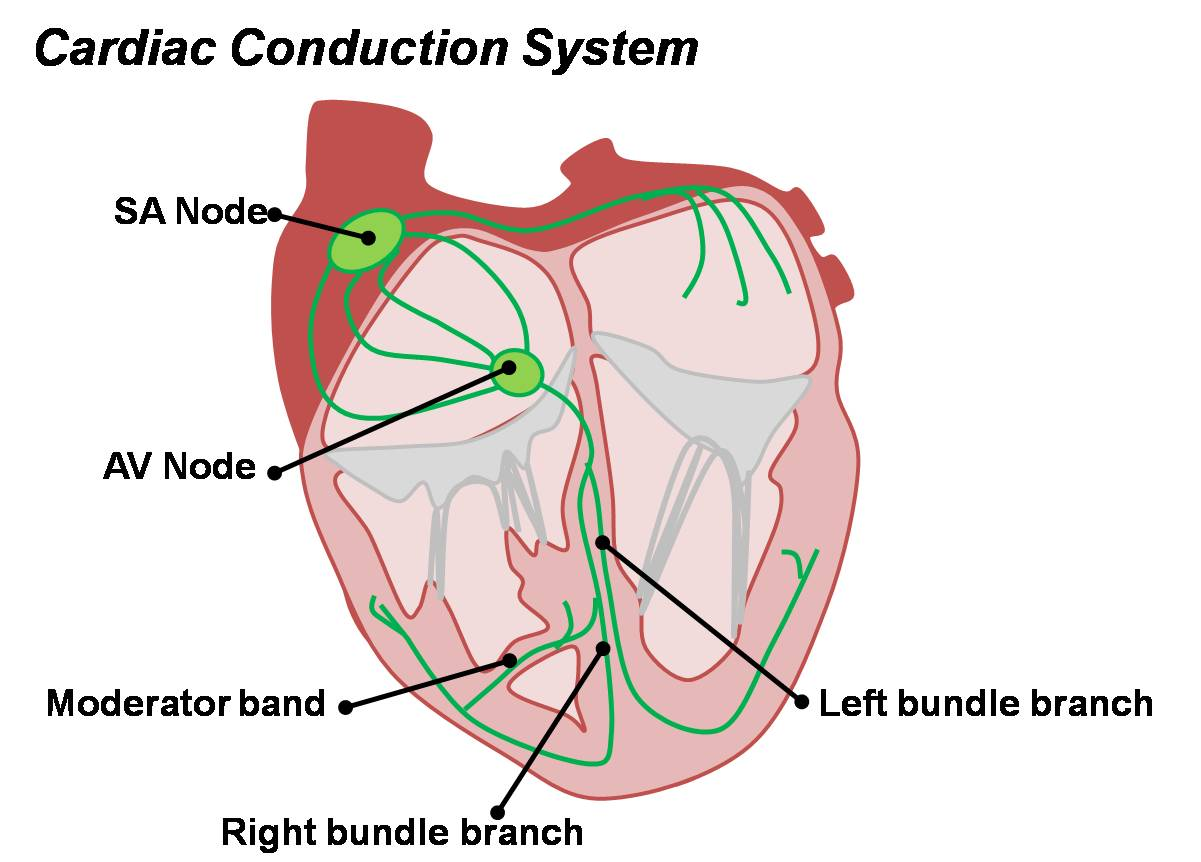 Cardiac Conduction System
SA Node
AV Node
Moderator band
Left bundle branch
Right bundle branch